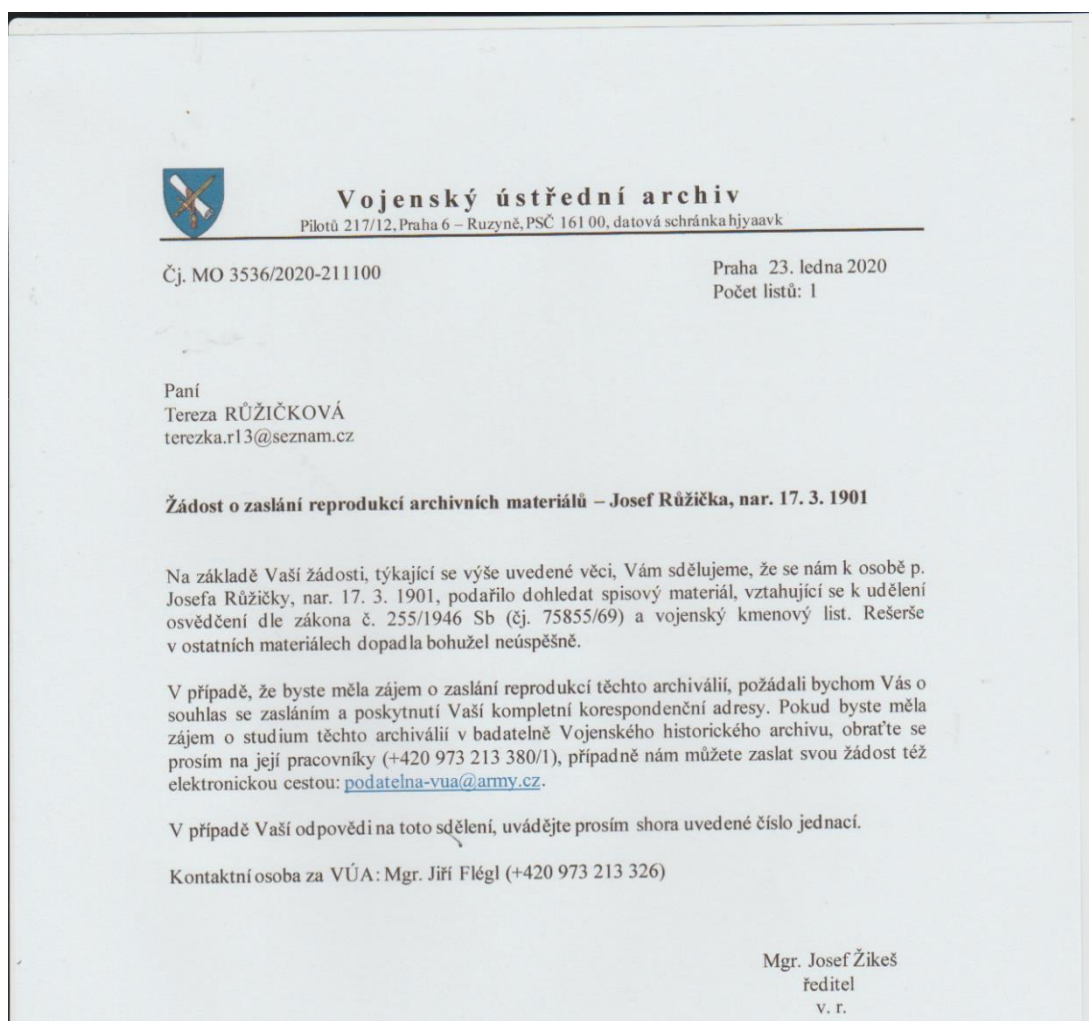 Vojenský ústřední archiv
Pilotů 217/12, Praha 6 – Ruzyně, PSČ 161 00, datová schránka hjyaavk
Čj. MO 3536/2020-211100
Praha 23. ledna 2020
Počet listů: 1
Paní
Tereza RŮŽIČKOVÁ
terezka.r13@seznam.cz
Žádost o zaslání reprodukcí archivních materiálů – Josef Růžička, nar. 17. 3. 1901
Na základě Vaší žádosti, týkající se výše uvedené věci, Vám sdělujeme, že se nám k osobě p.
Josefa Růžičky, nar. 17. 3. 1901, podařilo dohledat spisový materiál, vztahující se k udělení
osvědčení dle zákona č. 255/1946 Sb (čj. 75855/69) a vojenský kmenový list. Rešerše
v ostatních materiálech dopadla bohužel neúspěšně.
V případě, že byste měla zájem o zaslání reprodukcí těchto archiválií, požádali bychom Vás o
souhlas se zasláním a poskytnutí Vaší kompletní korespondenční adresy. Pokud byste měla
zájem o studium těchto archiválií v badatelně Vojenského historického archivu, obraťte se
prosím na její pracovníky (+420 973 213 380/1), případně nám můžete zaslat svou žádost též
elektronickou cestou: podatelna-vua@army.cz.
V případě Vaší odpovědi na toto sdělení, uvádějte prosím shora uvedené číslo jednací.
Kontaktní osoba za VÚA: Mgr. Jiří Flégl (+420 973 213 326)
Mgr. Josef Žikeš
ředitel
v. r.